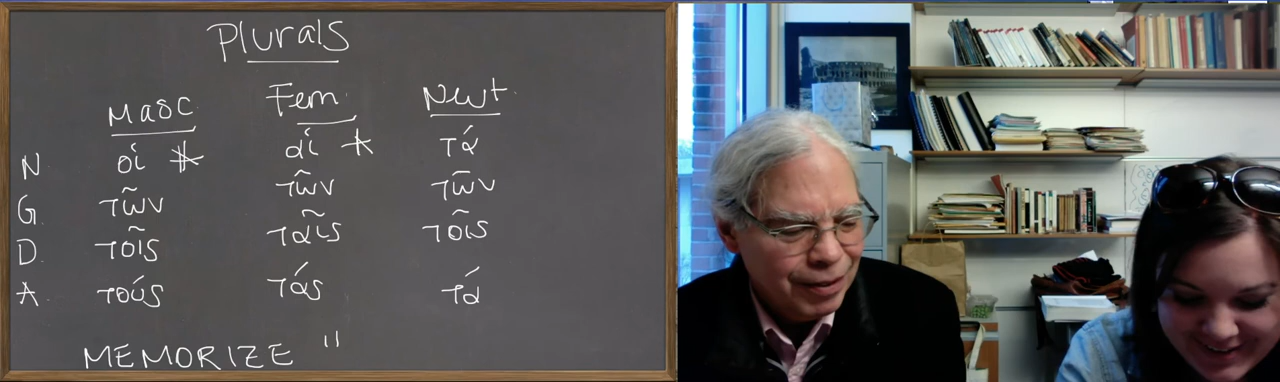 Plurals
Masc Fem. Neut.
N. οἱ * αἱ * τά
G. τῶν τῶν τῶν
D. τοῖς ταῖς τοῖς
A. τούς τάς τά
MEMORIZE !!